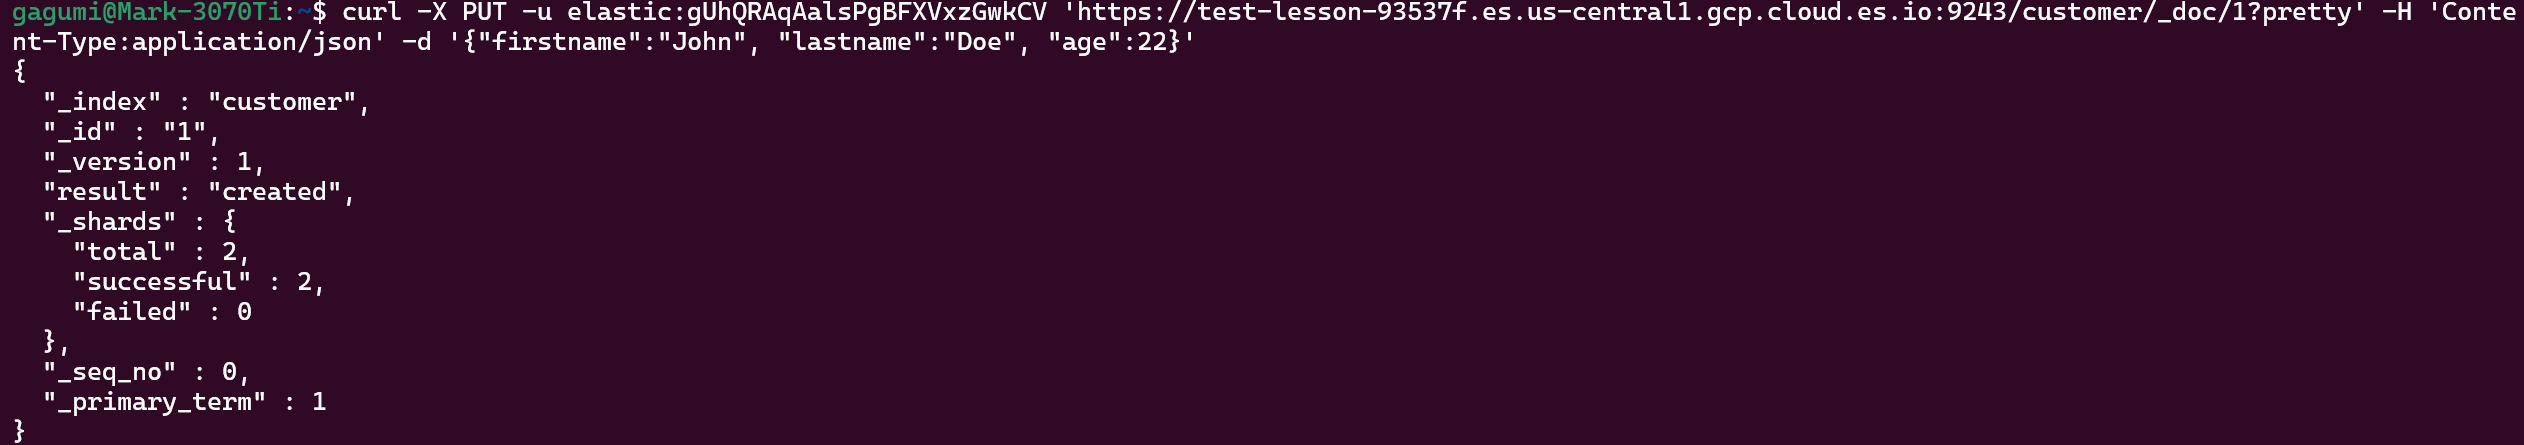 gagumi@Mark-3070Ti:~$ curl -X PUT -u elastic:gUhQRAqAalsPgBFXVxzGwkCV 'https://test-lesson-93537f.es.us-central1.gcp.cloud.es.io:9243/customer/_doc/1?pretty' -H 'Conte
nt-Type:application/json' -d '{"firstname":"John", "lastname":"Doe", "age":22}'
{
  "_index" : "customer",
  "_id" : "1",
  "_version" : 1,
  "result" : "created",
  "_shards" : {
    "total" : 2,
    "successful" : 2,
    "failed" : 0
  },
  "_seq_no" : 0,
  "_primary_term" : 1
}